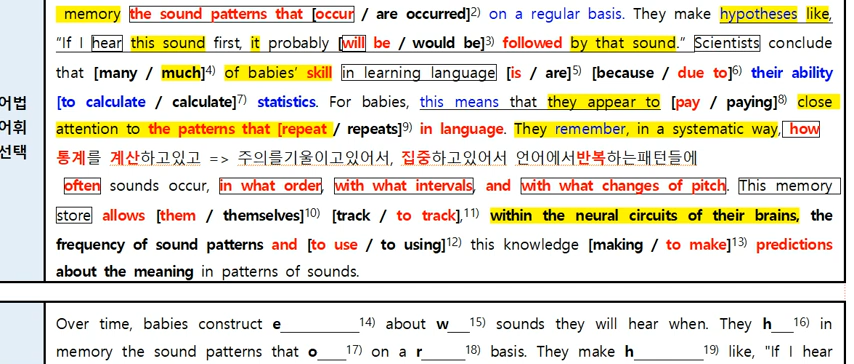 memory the sound patterns that [occur / are occurred]2) on a regular basis. They make hypotheses like,
"If I hear this sound first, it probably [will be / would be]3) followed by that sound." Scientists conclude
that [many / much]4) of babies' skill in learning language [is / are]5) [because / due to]6) their ability
어법
[to calculate / calculate]7) statistics. For babies, this means that they appear to [pay / paying]8) close
어휘
attention to the patterns that [repeat / repeats]9) in language. They remember, in a systematic way, how
선택
통계를 계산하고있고 => 주의를기울이고있어서, 집중하고있어서 언어에서반복하는패턴들에
often sounds occur, in what order, with what intervals, and with what changes of pitch. This memory
store allows [them / themselves]10) [track / to track],11) within the neural circuits of their brains, the
frequency of sound patterns and [to use / to using]12) this knowledge [making / to make]13) predictions
about the meaning in patterns of sounds.
Over time, babies construct e__________14) about w___15) sounds they will hear when. They h___16) in
memory the sound patterns that o____17) on a r______18) basis. They make h_________19) like, "If I hear